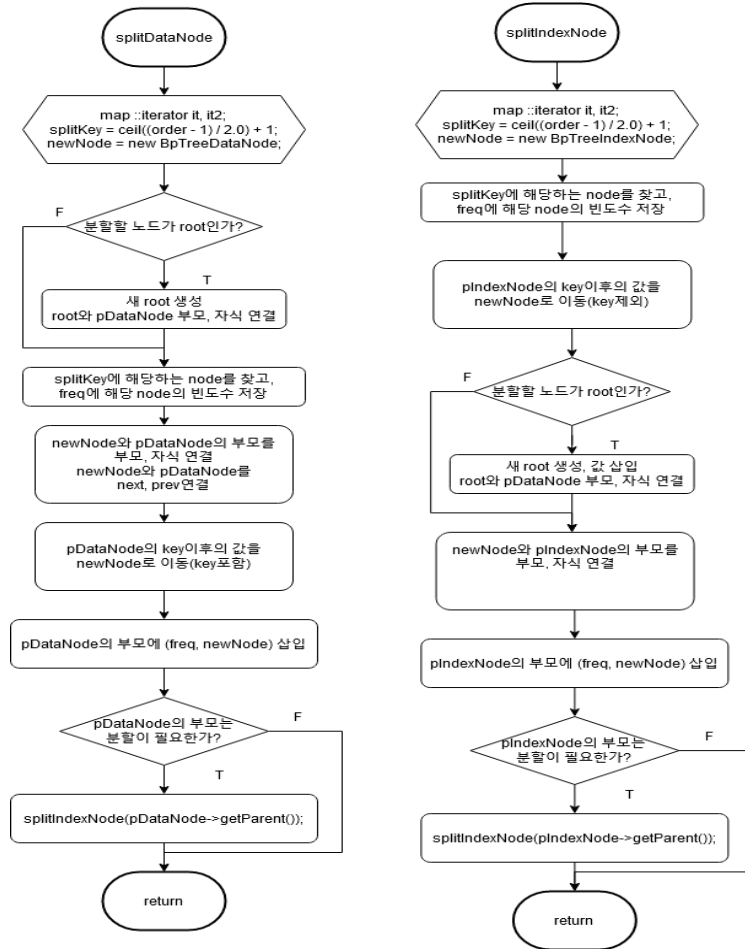 splitDataNode
map ::iterator it, it2;
splitKey = ceil((order - 1) / 2.0) + 1;
newNode = new BpTreeDataNode;
F
분할할 노드가 root인가?
T
새 root 생성
root와 pDataNode 부모, 자식 연결
splitKey에 해당하는 node를 찾고,
freq에 해당 node의 빈도수 저장
newNode와 pDataNode의 부모를
부모, 자식 연결
newNode와 pDataNode를
next, prev연결
pDataNode의 key이후의 값을
newNode로 이동(key포함)
pDataNode의 부모에 (freq, newNode) 삽입
pDataNode의 부모는
분할이 필요한가?
F
T
splitIndexNode(pDataNode->getParent());
return
splitIndexNode
map ::iterator it, it2;
splitKey = ceil((order - 1) / 2.0) + 1;
newNode = new BpTreeIndexNode;
splitKey에 해당하는 node를 찾고,
freq에 해당 node의 빈도수 저장
pIndexNode의 key이후의 값을
newNode로 이동(key제외)
F
분할할 노드가 root인가?
T
새 root 생성, 값 삽입
root와 pDataNode 부모, 자식 연결
newNode와 pIndexNode의 부모를
부모, 자식 연결
pIndexNode의 부모에 (freq, newNode) 삽입
pIndexNode의 부모는
분할이 필요한가?
F
T
splitIndexNode(pIndexNode->getParent());
return